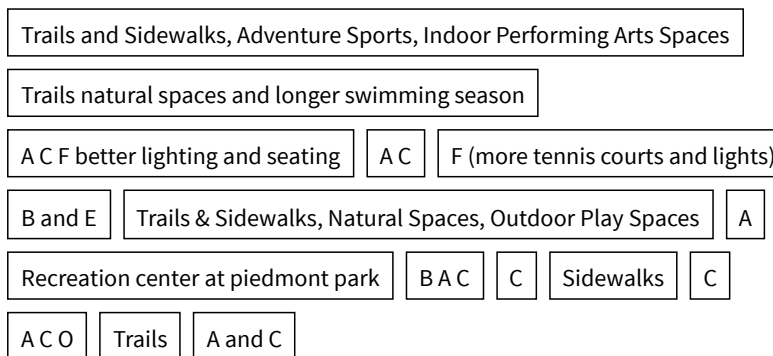 Trails and Sidewalks, Adventure Sports, Indoor Performing Arts Spaces
Trails natural spaces and longer swimming season
A C F better lighting and seating A C F (more tennis courts and lights)
B and E Trails & Sidewalks, Natural Spaces, Outdoor Play Spaces A
Recreation center at piedmont park B A C C Sidewalks C
A C O Trails A and C